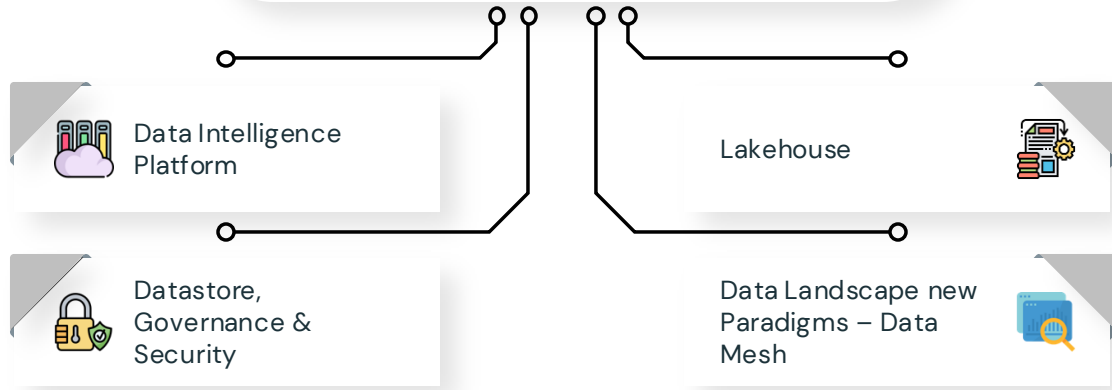 Data Intelligence
Platform
Lakehouse
Datastore,
Governance &
Security
Data Landscape new
Paradigms – Data
Mesh